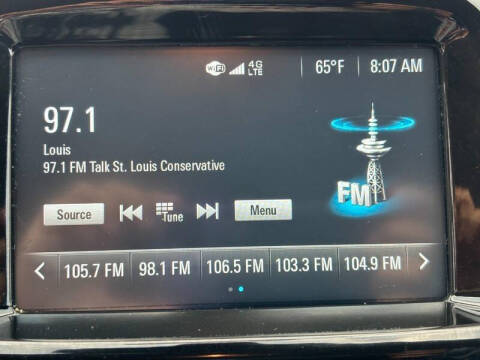 WiFi 4G LTE 65°F 8:07 AM
97.1
Louis
97.1 FM Talk St. Louis Conservative
FM
Source Tune Menu
105.7 FM 98.1 FM 106.5 FM 103.3 FM 104.9 FM